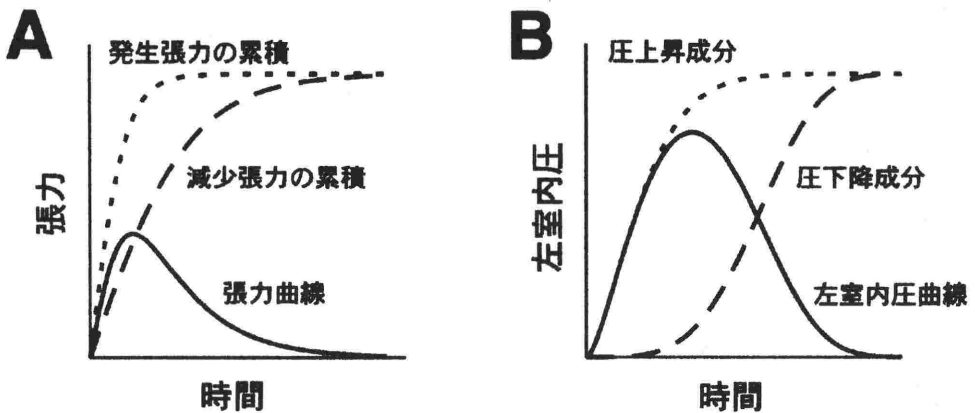 A
発生張力の累積
減少張力の累積
張力曲線
張力
時間
B
圧上昇成分
圧下降成分
左室内圧曲線
左室内圧
時間